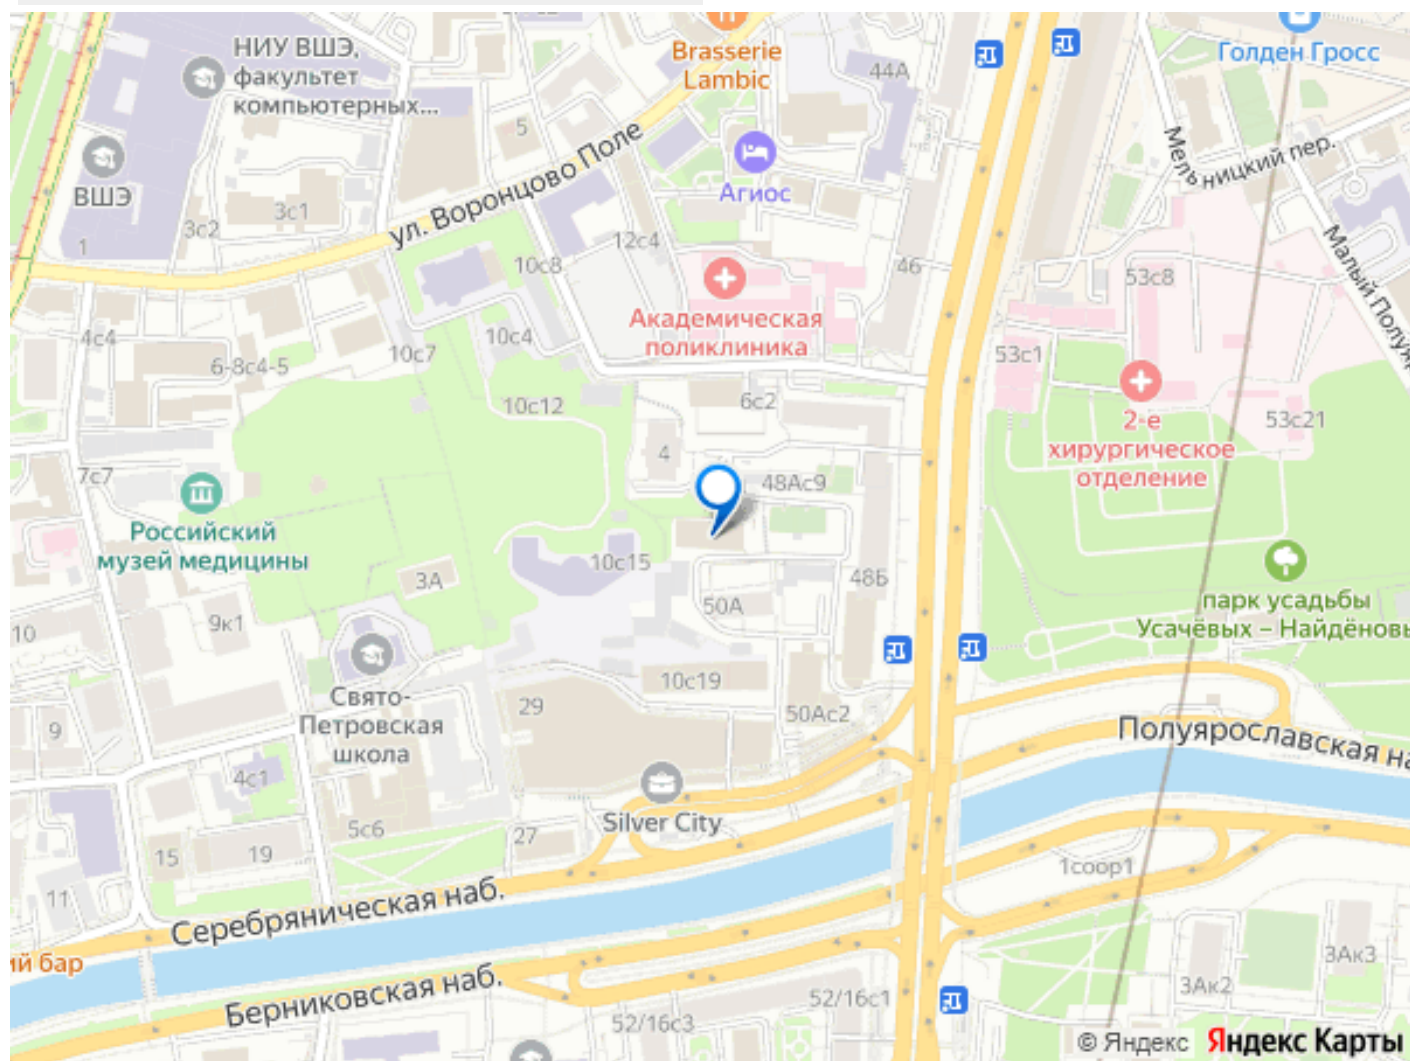 НИУ ВШЭ,
факультет
компьютерных...
Brasserie
Lambic
44А
Голден Гросс
5
ВШЭ
ул. Воронцово Поле
Агиос
Мельницкий пер.
3с1
3с2
1
12с4
10с8
46
53с8
Малый Полуяр
Академическая
поликлиника
4с4
10с4
10с7
6-8с4-5
53с1
10с12
6с2
2-е
хирургическое
отделение
53с21
4
7с7
48Ас9
Российский
музей медицины
10с15
3А
48Б
50А
парк усадьбы
Усачёвых – Найдёновы
10
9к1
10с19
Свято-
Петровская
школа
29
50Ас2
9
Полуярославская на
4с1
Silver City
5с6
27
15
19
1соор1
11
Серебряническая наб.
ий бар
3Ак3
3Ак2
Берниковская наб.
52/16с1
52/16с3
© Яндекс Яндекс Карты